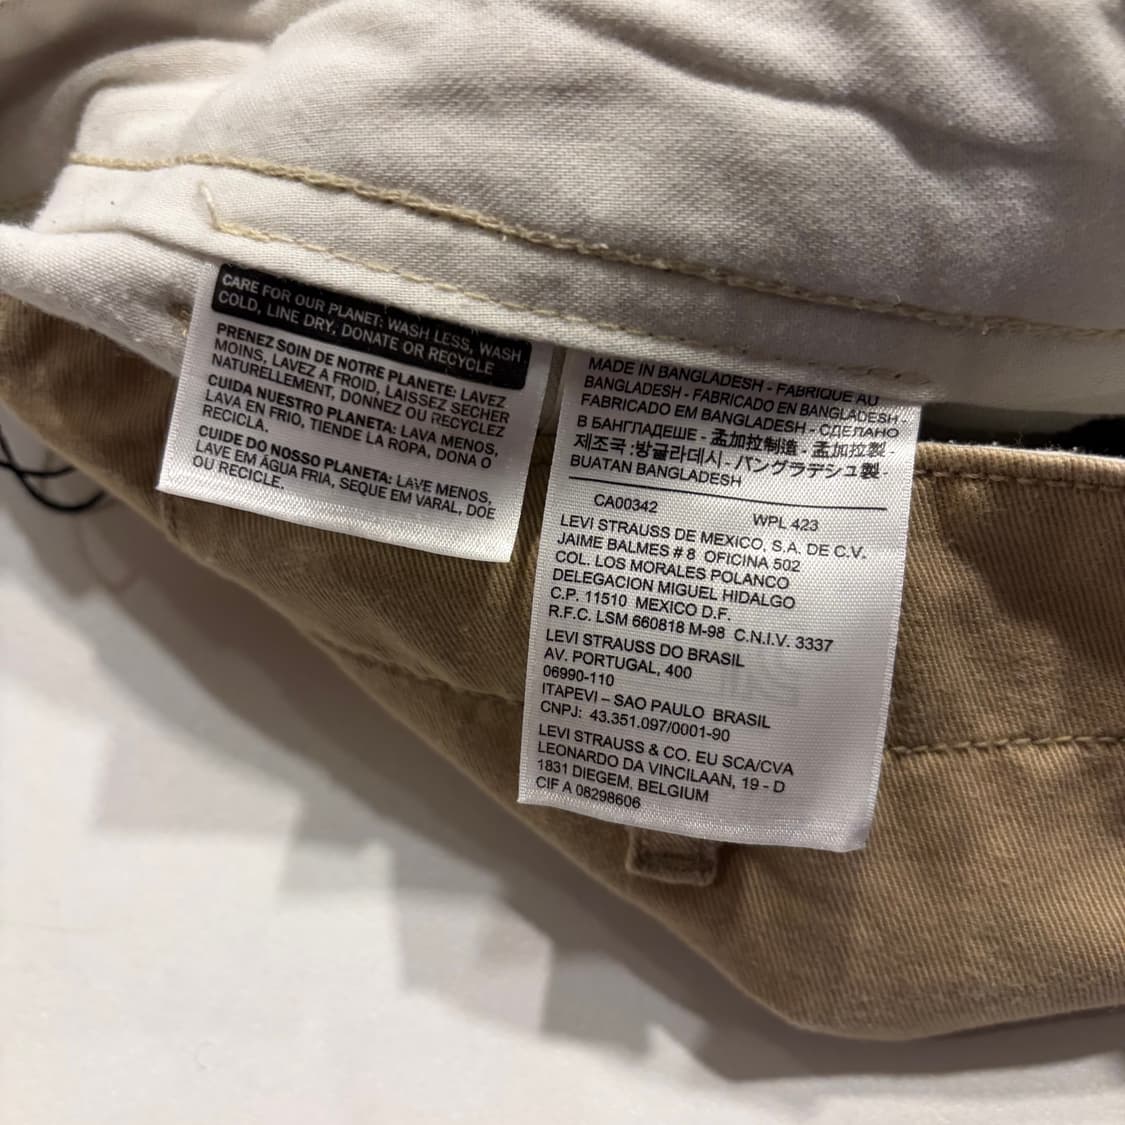 CARE FOR OUR PLANET: WASH LESS, WASH
COLD, LINE DRY, DONATE OR RECYCLE
PRENEZ SOIN DE NOTRE PLANETE: LAVEZ
MOINS, LAVEZ A FROID, LAISSEZ SECHER
NATURELLEMENT, DONNEZ OU RECYCLEZ
CUIDA NUESTRO PLANETA: LAVA MENOS,
LAVA EN FRIO, TIENDE LA ROPA, DONA O
RECICLA.
CUIDE DO NOSSO PLANETA: LAVE MENOS,
LAVE EM ÁGUA FRIA, SEQUE EM VARAL, DOE
OU RECICLE.
MADE IN BANGLADESH - FABRIQUE AU
BANGLADESH - FABRICADO EN BANGLADESH -
FABRICADO EM BANGLADESH - СДЕЛАНО
В БАНГЛАДЕШЕ - 孟加拉制造 - 孟加拉製 -
제조국 :방글라데시 - バングラデシュ製 -
BUATAN BANGLADESH
CA00342 WPL 423
LEVI STRAUSS DE MEXICO, S.A. DE C.V.
JAIME BALMES # 8 OFICINA 502
COL. LOS MORALES POLANCO
DELEGACION MIGUEL HIDALGO
C.P. 11510 MEXICO D.F.
R.F.C. LSM 660818 M-98 C.N.I.V. 3337
LEVI STRAUSS DO BRASIL
AV. PORTUGAL, 400
06990-110
ITAPEVI – SAO PAULO BRASIL
CNPJ: 43.351.097/0001-90
LEVI STRAUSS & CO. EU SCA/CVA
LEONARDO DA VINCILAAN, 19 - D
1831 DIEGEM, BELGIUM
CIF A 08298606